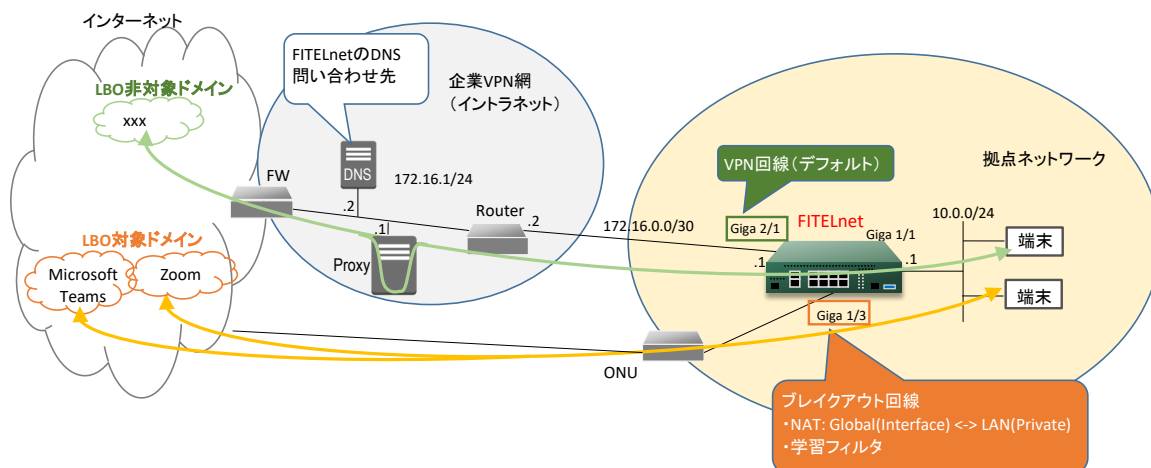 インターネット
LBO非対象ドメイン
xxx
FITELnetのDNS
問い合わせ先
企業VPN網
（イントラネット）
DNS
172.16.1/24
FW
.2
.1
Router
.2
Proxy
LBO対象ドメイン
Microsoft
Teams
Zoom
ONU
VPN回線（デフォルト）
拠点ネットワーク
172.16.0.0/30
Giga 2/1
FITELnet
Giga 1/1
10.0.0/24
.1
.1
端末
端末
Giga 1/3
ブレイクアウト回線
・NAT: Global(Interface) <-> LAN(Private)
・学習フィルタ